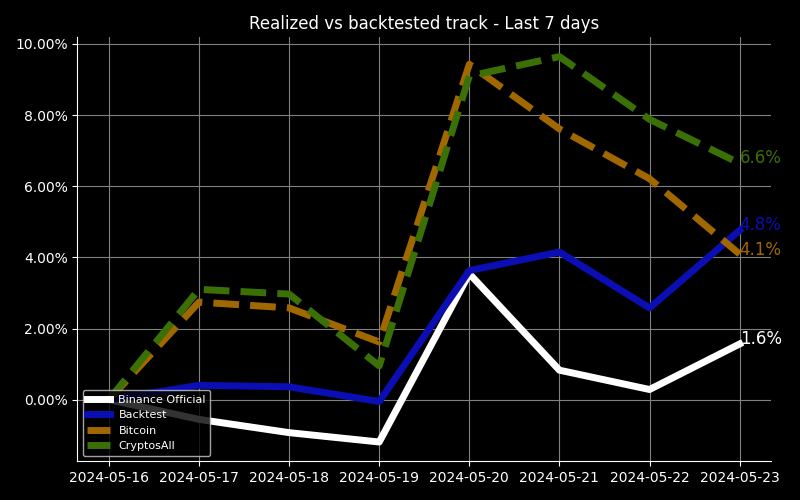 Realized vs backtested track - Last 7 days
10.00%
8.00%
6.00%
4.00%
2.00%
0.00%
6.6%
4.8%
4.1%
1.6%
Binance Official
Backtest
Bitcoin
CryptosAll
2024-05-16 2024-05-17 2024-05-18 2024-05-19 2024-05-20 2024-05-21 2024-05-22 2024-05-23